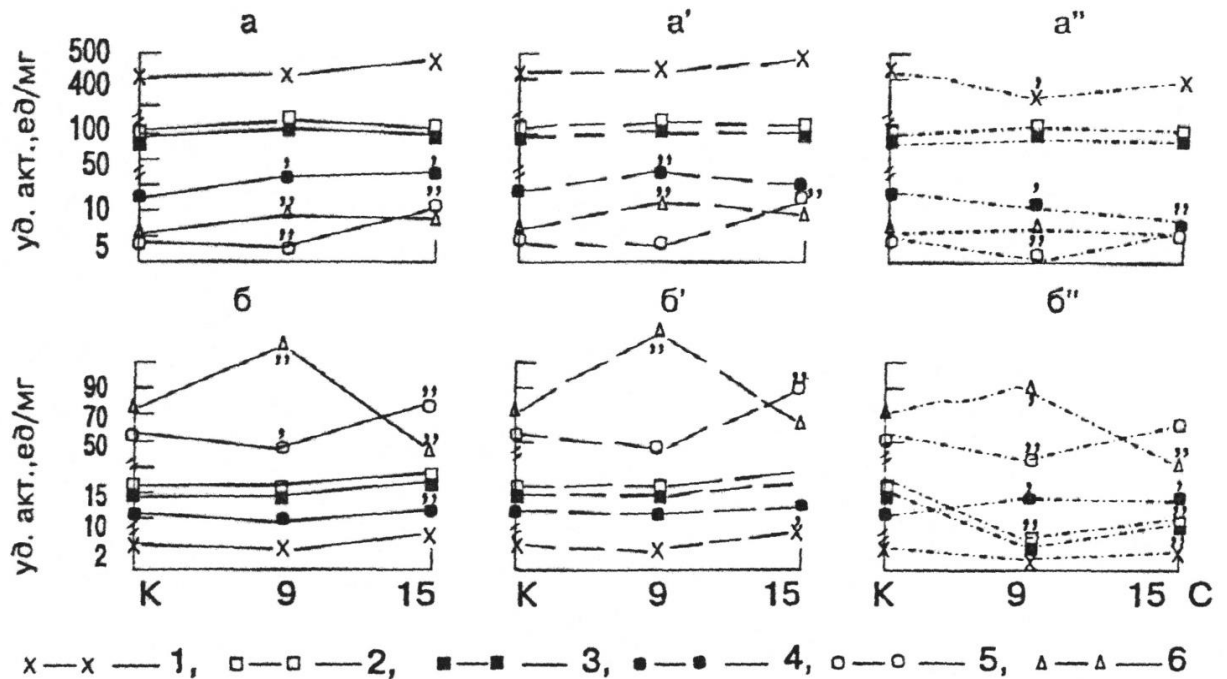 а а' а"
500
400
100
50
10
5
уд. акт.,ед/мг
б б' б"
90
70
50
15
10
2
уд. акт.,ед/мг
К 9 15 К 9 15 К 9 15 С
х—х — 1, □—□ — 2, ■—■ — 3, ●—● — 4, ○—○ — 5, Δ—Δ — 6